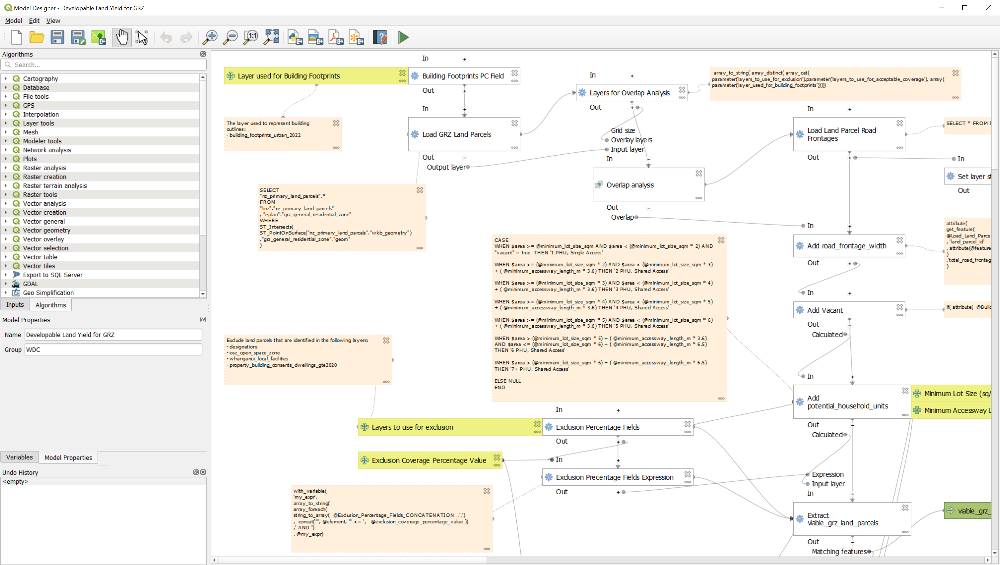 Model Designer - Developable Land Yield for GRZ
Model Edit View
Algorithms
Search...
Cartography
Database
File tools
GPS
Interpolation
Layer tools
Mesh
Modeler tools
Network analysis
Plots
Raster analysis
Raster creation
Raster terrain analysis
Raster tools
Vector analysis
Vector creation
Vector general
Vector geometry
Vector overlay
Vector selection
Vector table
Vector tiles
Export to SQL Server
GDAL
Geo Simplification
Inputs Algorithms
Model Properties
Name Developable Land Yield for GRZ
Group WDC
Variables Model Properties
Undo History
<empty>
In
Layer used for Building Footprints
Building Footprints PC Field
Out
The layer used to represent building
outlines:
- building_footprints_urban_2022
In
Load GRZ Land Parcels
Out
Output layer
SELECT
"nz_primary_land_parcels".*
FROM
"linz"."nz_primary_land_parcels"
, "eplan"."grz_general_residential_zone"
WHERE
ST_Intersects(
ST_PointOnSurface("nz_primary_land_parcels"."wkb_geometry")
,"grz_general_residential_zone"."geom"
)
In
Layers for Overlap Analysis
Out
array_to_string( array_distinct( array_cat(
parameter('layers_to_use_for_exclusion'),parameter('layers_to_use_for_acceptable_coverage'), array(
parameter('layer_used_for_building_footprints')))))
Grid size
Overlay layers
Input layer
In
Overlap analysis
Out
Overlap
In
Load Land Parcel Road
Frontages
Out
SELECT * FROM l
In
Set layer st
Out
In
Add road_frontage_width
Out
attribute(
get_feature(
@Load_Land_Parcel
, 'land_parcel_id'
, attribute(@feature
)
,'total_road_frontag
)
In
Add Vacant
Out
Calculated
if( attribute( @Build
CASE
WHEN $area >= @minimum_lot_size_sqm AND $area < (@minimum_lot_size_sqm * 2) AND
"vacant" = true THEN '1 PHU, Single Access'
WHEN $area >= (@minimum_lot_size_sqm * 2) AND $area < (@minimum_lot_size_sqm * 3)
+ ( @minimum_accessway_length_m * 3.6) THEN '2 PHU, Shared Access'
WHEN $area >= (@minimum_lot_size_sqm * 3) AND $area < (@minimum_lot_size_sqm * 4)
+ ( @minimum_accessway_length_m * 3.6) THEN '3 PHU, Shared Access'
WHEN $area >= (@minimum_lot_size_sqm * 4) AND $area < (@minimum_lot_size_sqm * 5)
+ ( @minimum_accessway_length_m * 3.6) THEN '4 PHU, Shared Access'
WHEN $area >= (@minimum_lot_size_sqm * 5) AND $area < (@minimum_lot_size_sqm * 6)
+ ( @minimum_accessway_length_m * 3.6) THEN '5 PHU, Shared Access'
WHEN $area > (@minimum_lot_size_sqm * 5) + ( @minimum_accessway_length_m * 3.6)
AND $area <= (@minimum_lot_size_sqm * 6) + ( @minimum_accessway_length_m * 6.5)
THEN '6 PHU, Shared Access'
WHEN $area > (@minimum_lot_size_sqm * 6) + ( @minimum_accessway_length_m * 6.5)
THEN '7+ PHU, Shared Access'
ELSE NULL
END
Exclude land parcels that are identified in the following layers:
- designations
- osz_open_space_zone
- whanganui_local_facilities
- property_building_consents_dwellings_gte2020
In
Add
potential_household_units
Minimum Lot Size (sq/
Minimum Accessway L
Out
Calculated
In
Layers to use for exclusion
Exclusion Percentage Fields
Out
Exclusion Coverage Percentage Value
In
Exclusion Precentage Fields Expression
Out
with_variable(
'my_expr',
array_to_string(
array_foreach(
string_to_array( @Exclusion_Percentage_Fields_CONCATENATION ,',')
, concat('"', @element, '" <= ', @exclusion_coverage_percentage_value ))
,' AND ')
, @my_expr)
Expression
Input layer
In
Extract
viable_grz_land_parcels
viable_grz_
Out
Matching features